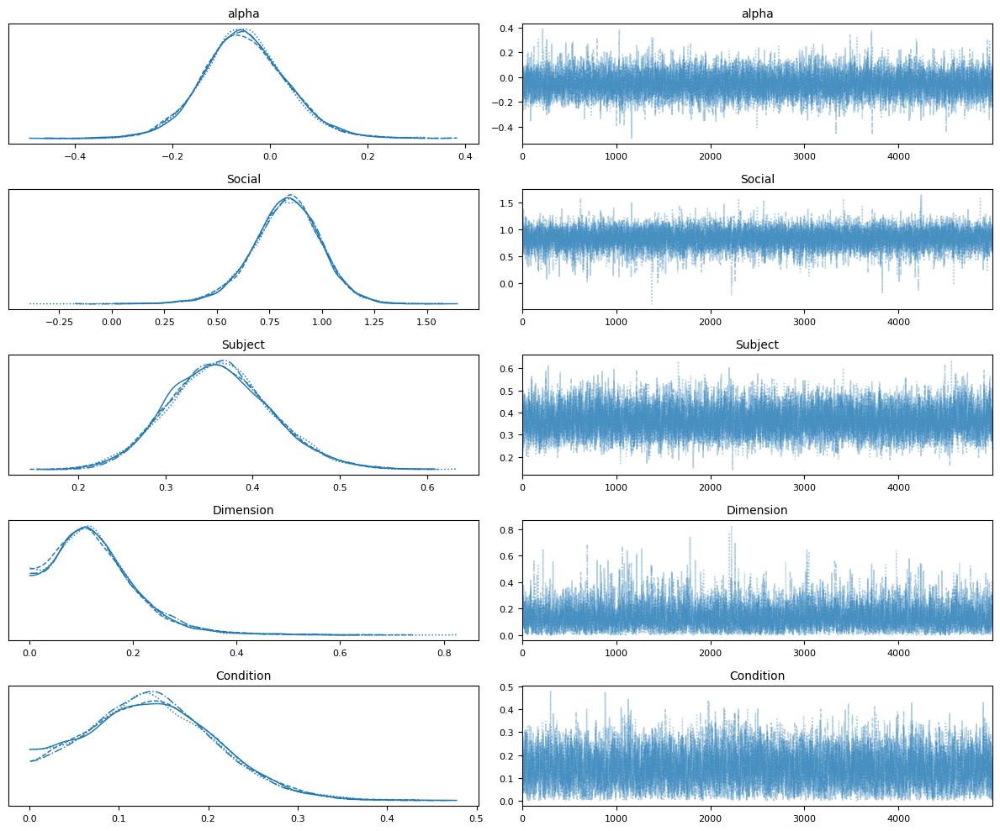 alpha
alpha
−0.4 −0.2 0.0 0.2 0.4
0.4
0.2
0.0
−0.2
−0.4
0 1000 2000 3000 4000
Social
Social
−0.25 0.00 0.25 0.50 0.75 1.00 1.25 1.50
1.5
1.0
0.5
0.0
0 1000 2000 3000 4000
Subject
Subject
0.2 0.3 0.4 0.5 0.6
0.6
0.5
0.4
0.3
0.2
0 1000 2000 3000 4000
Dimension
Dimension
0.0 0.2 0.4 0.6 0.8
0.8
0.6
0.4
0.2
0.0
0 1000 2000 3000 4000
Condition
Condition
0.0 0.1 0.2 0.3 0.4 0.5
0.5
0.4
0.3
0.2
0.1
0.0
0 1000 2000 3000 4000